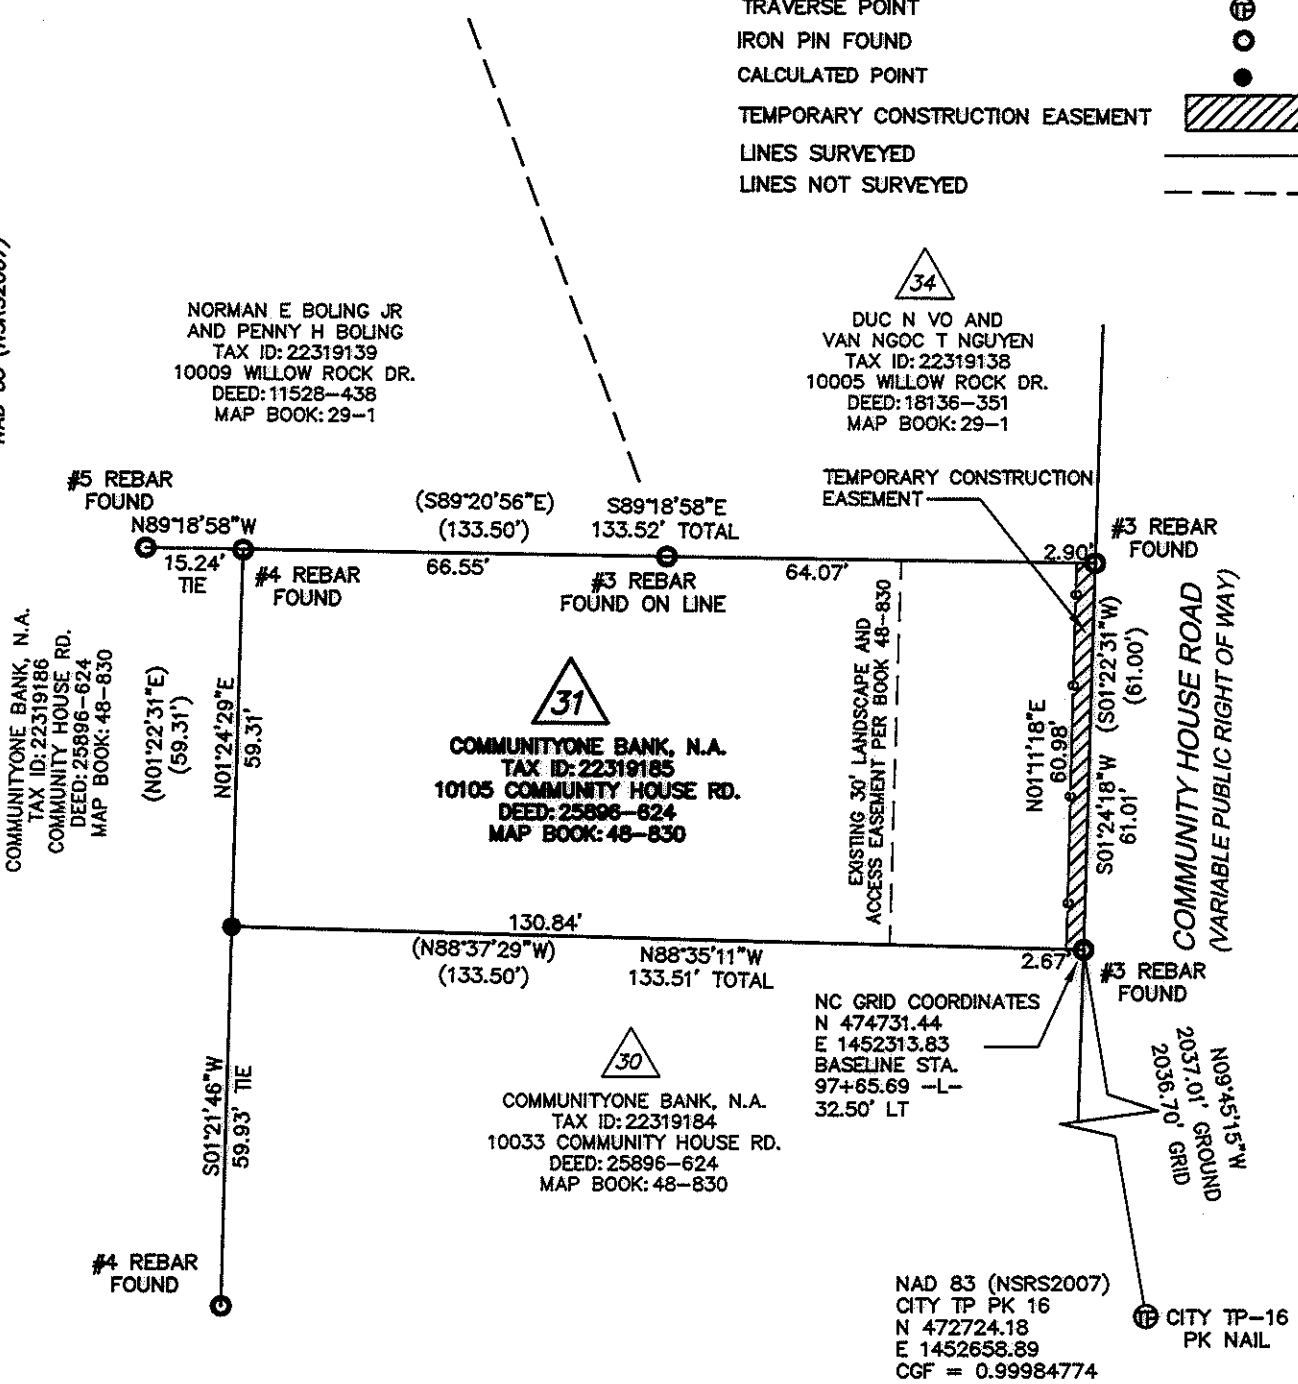 TRAVERSE POINT
TP
IRON PIN FOUND
CALCULATED POINT
TEMPORARY CONSTRUCTION EASEMENT
LINES SURVEYED
LINES NOT SURVEYED
NORMAN E BOLING JR
AND PENNY H BOLING
TAX ID: 22319139
10009 WILLOW ROCK DR.
DEED: 11528-438
MAP BOOK: 29-1
34
DUC N VO AND
VAN NGOC T NGUYEN
TAX ID: 22319138
10005 WILLOW ROCK DR.
DEED: 18136-351
MAP BOOK: 29-1
TEMPORARY CONSTRUCTION
EASEMENT
#5 REBAR
FOUND
N89°18'58"W
15.24'
TIE
#4 REBAR
FOUND
(S89°20'56"E)
(133.50')
S89°18'58"E
133.52' TOTAL
66.55'
#3 REBAR
FOUND ON LINE
64.07'
2.90'
#3 REBAR
FOUND
COMMUNITYONE BANK, N.A.
TAX ID: 22319186
COMMUNITY HOUSE RD.
DEED: 25896-624
MAP BOOK: 48-830
(N01°22'31"E)
(59.31')
N01°24'29"E
59.31'
31
COMMUNITYONE BANK, N.A.
TAX ID: 22319185
10105 COMMUNITY HOUSE RD.
DEED: 25896-624
MAP BOOK: 48-830
EXISTING 30' LANDSCAPE AND
ACCESS EASEMENT PER BOOK 48-830
N01°11'18"E
60.98'
S01°24'18"W
61.01'
(S01°22'31"W)
(61.00')
COMMUNITY HOUSE ROAD
(VARIABLE PUBLIC RIGHT OF WAY)
130.84'
(N88°37'29"W)
(133.50')
N88°35'11"W
133.51' TOTAL
2.67'
#3 REBAR
FOUND
NC GRID COORDINATES
N 474731.44
E 1452313.83
BASELINE STA.
97+65.69 -L-
32.50' LT
N09°45'15"W
2037.01' GROUND
2036.70' GRID
30
COMMUNITYONE BANK, N.A.
TAX ID: 22319184
10033 COMMUNITY HOUSE RD.
DEED: 25896-624
MAP BOOK: 48-830
S01°21'46"W
59.93' TIE
#4 REBAR
FOUND
NAD 83 (NSRS2007)
CITY TP PK 16
N 472724.18
E 1452658.89
CGF = 0.99984774
TP
CITY TP-16
PK NAIL